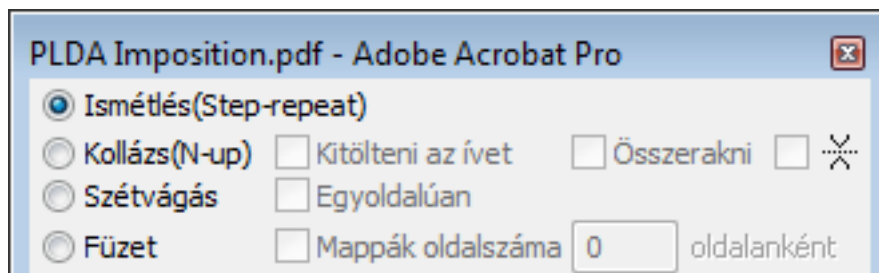 PLDA Imposition.pdf - Adobe Acrobat Pro
Ismétlés(Step-repeat)
Kollázs(N-up) Kitölteni az ívet Összerakni
Szétvágás Egyoldalúan
Füzet Mappák oldalszáma 0 oldalanként